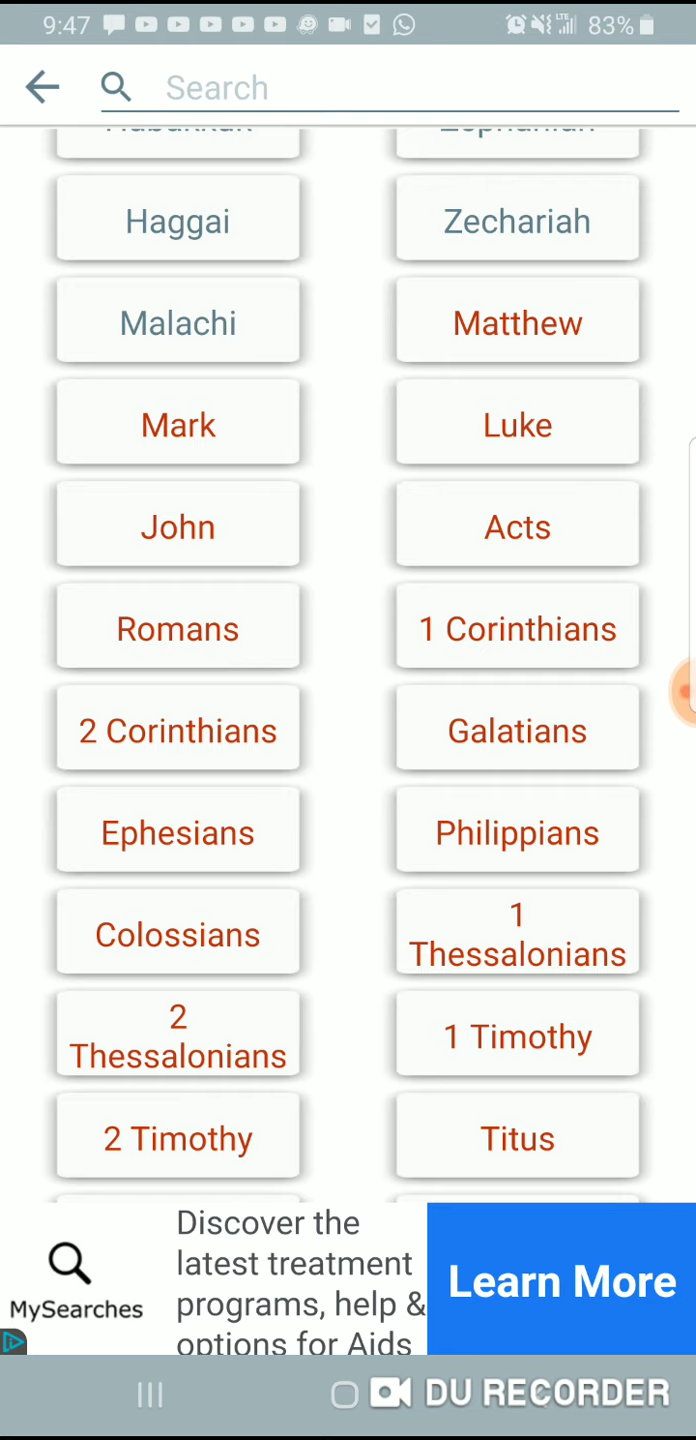 9:47
LTE
83%
Search
Haggai
Zechariah
Malachi
Matthew
Mark
Luke
John
Acts
Romans
1 Corinthians
2 Corinthians
Galatians
Ephesians
Philippians
Colossians
1
Thessalonians
2
Thessalonians
1 Timothy
2 Timothy
Titus
MySearches
Discover the
latest treatment
programs, help &
options for Aids
Learn More
DU RECORDER